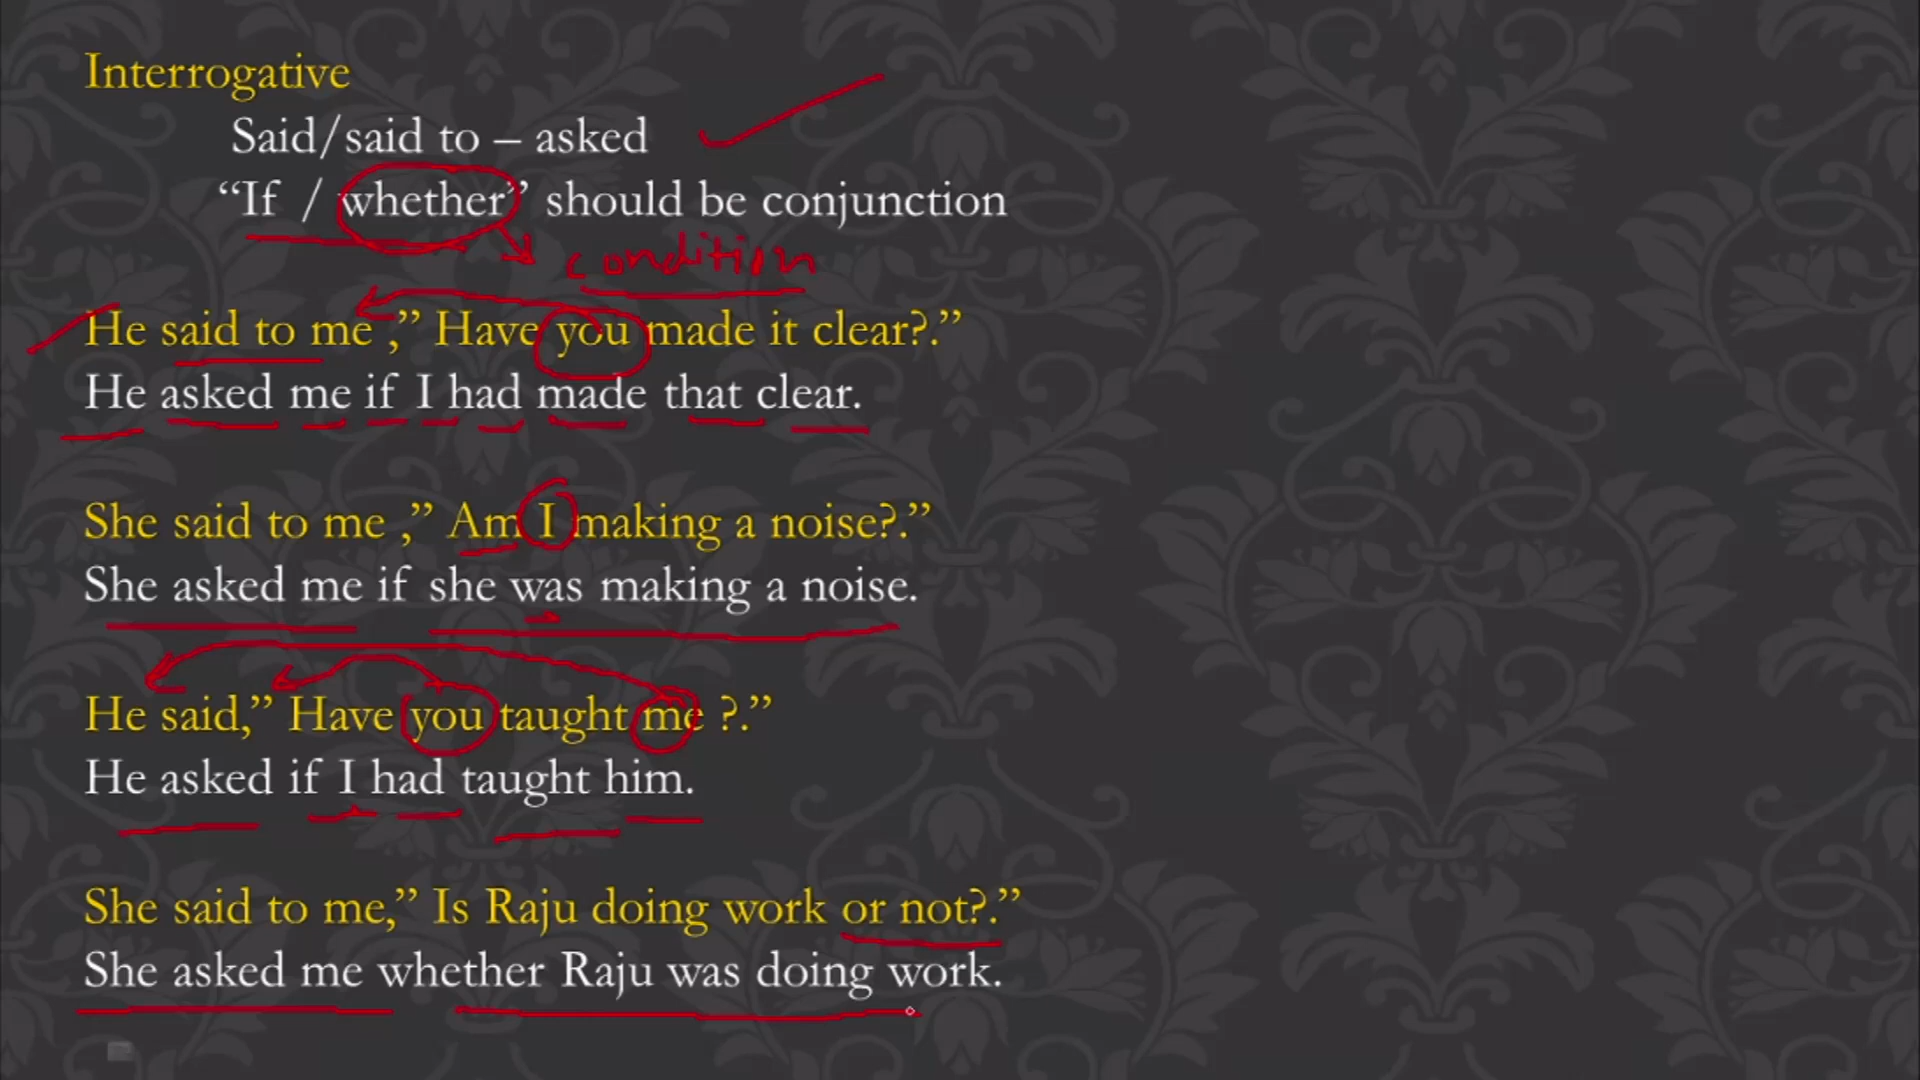 Interrogative
Said/said to – asked
“If / whether” should be conjunction
condition
He said to me ,” Have you made it clear?.”
He asked me if I had made that clear.
She said to me ,” Am I making a noise?.”
She asked me if she was making a noise.
He said,” Have you taught me ?.”
He asked if I had taught him.
She said to me,” Is Raju doing work or not?.”
She asked me whether Raju was doing work.